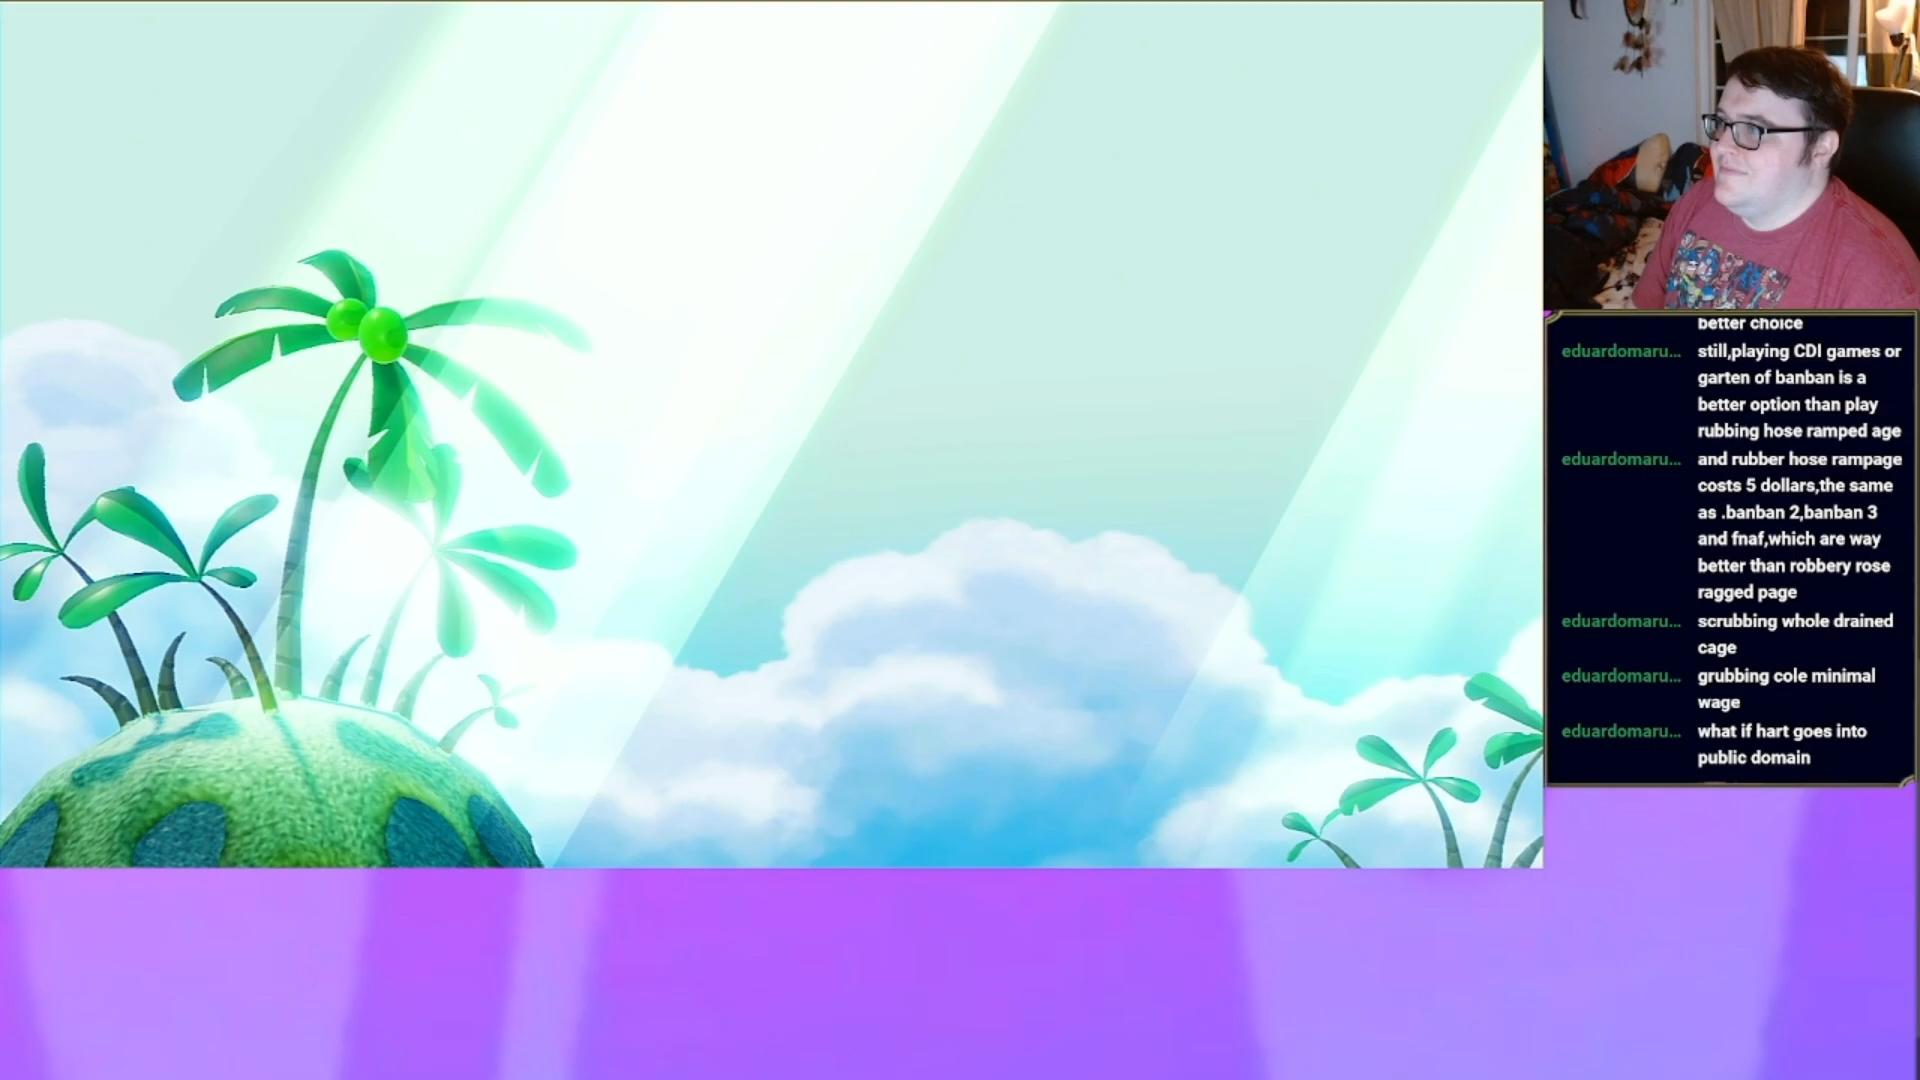 better choice
eduardomaru... still,playing CDI games or
garten of banban is a
better option than play
rubbing hose ramped age
eduardomaru... and rubber hose rampage
costs 5 dollars,the same
as .banban 2,banban 3
and fnaf,which are way
better than robbery rose
ragged page
eduardomaru... scrubbing whole drained
cage
eduardomaru... grubbing cole minimal
wage
eduardomaru... what if hart goes into
public domain